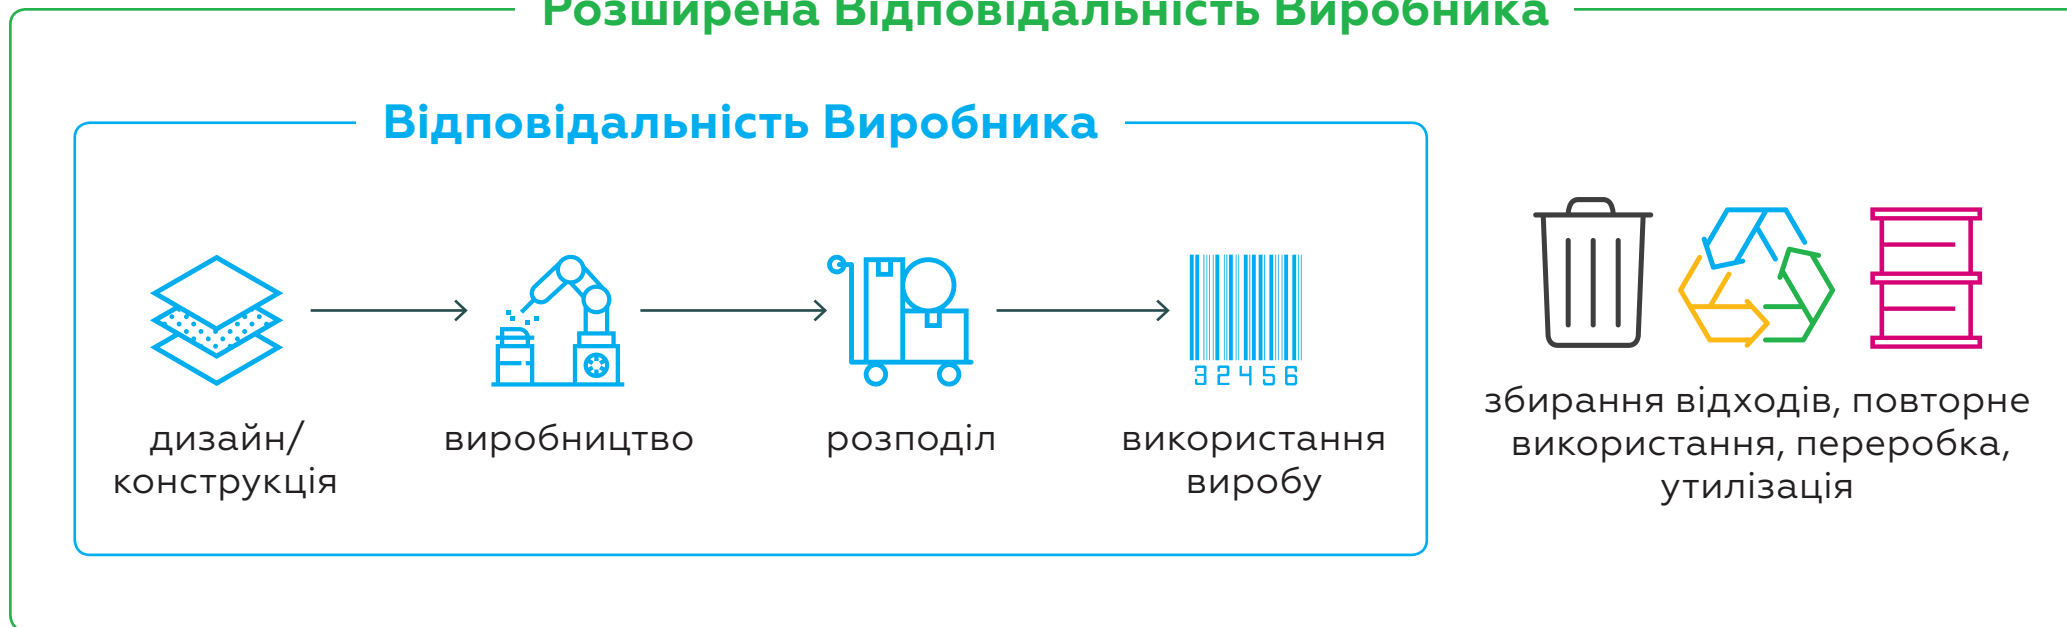 Розширена Відповідальність Виробника
Відповідальність Виробника
32456
дизайн/
конструкція
виробництво
розподіл
використання
виробу
збирання відходів, повторне
використання, переробка,
утилізація